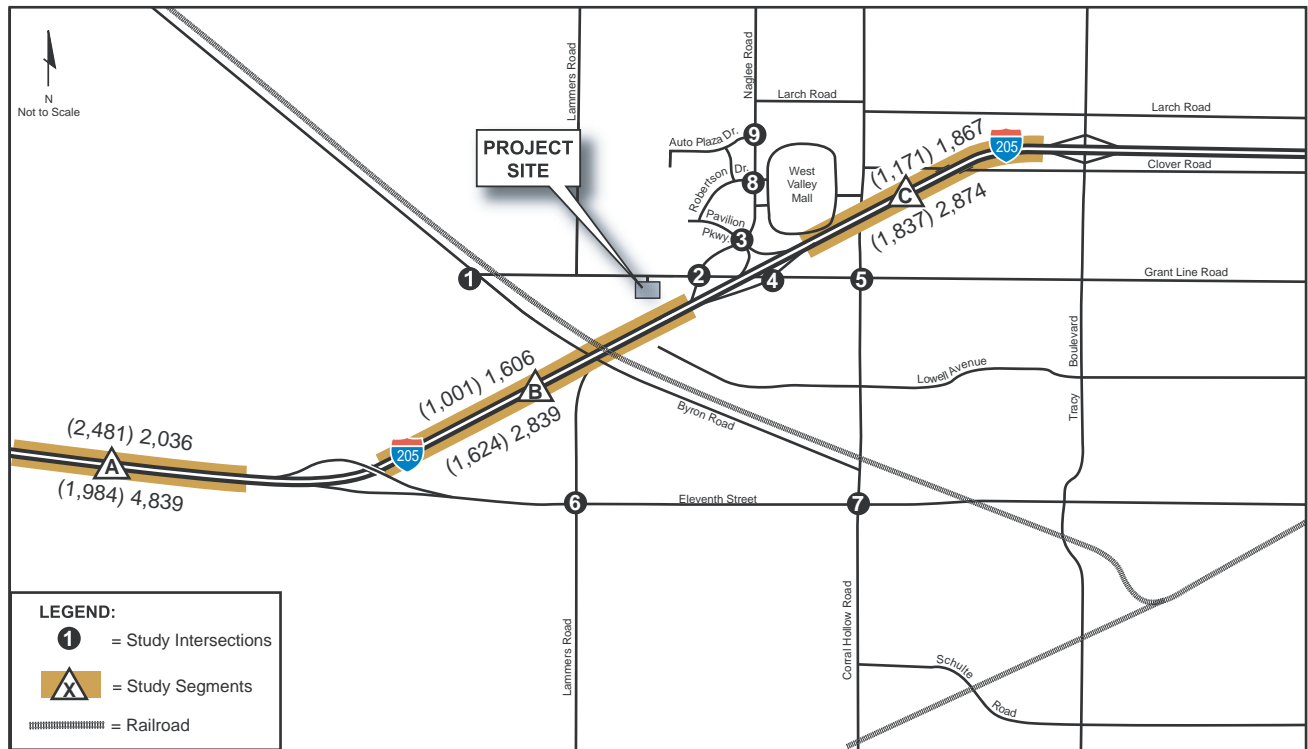 N
Not to Scale
Lammers Road
Naglee Road
Larch Road
Larch Road
Auto Plaza Dr.
9
PROJECT
SITE
205
(1,171) 1,867
Clover Road
Robertson Dr.
8
West
Valley
Mall
C
(1,837) 2,874
Pavilion
Pkwy.
3
1
2
4
5
Grant Line Road
Boulevard
Tracy
Lowell Avenue
(1,001) 1,606
B
(1,624) 2,839
Byron Road
(2,481) 2,036
A
(1,984) 4,839
205
6
Eleventh Street
7
Lammers Road
Corral Hollow Road
Schulte
Road
LEGEND:
1 = Study Intersections
X = Study Segments
= Railroad